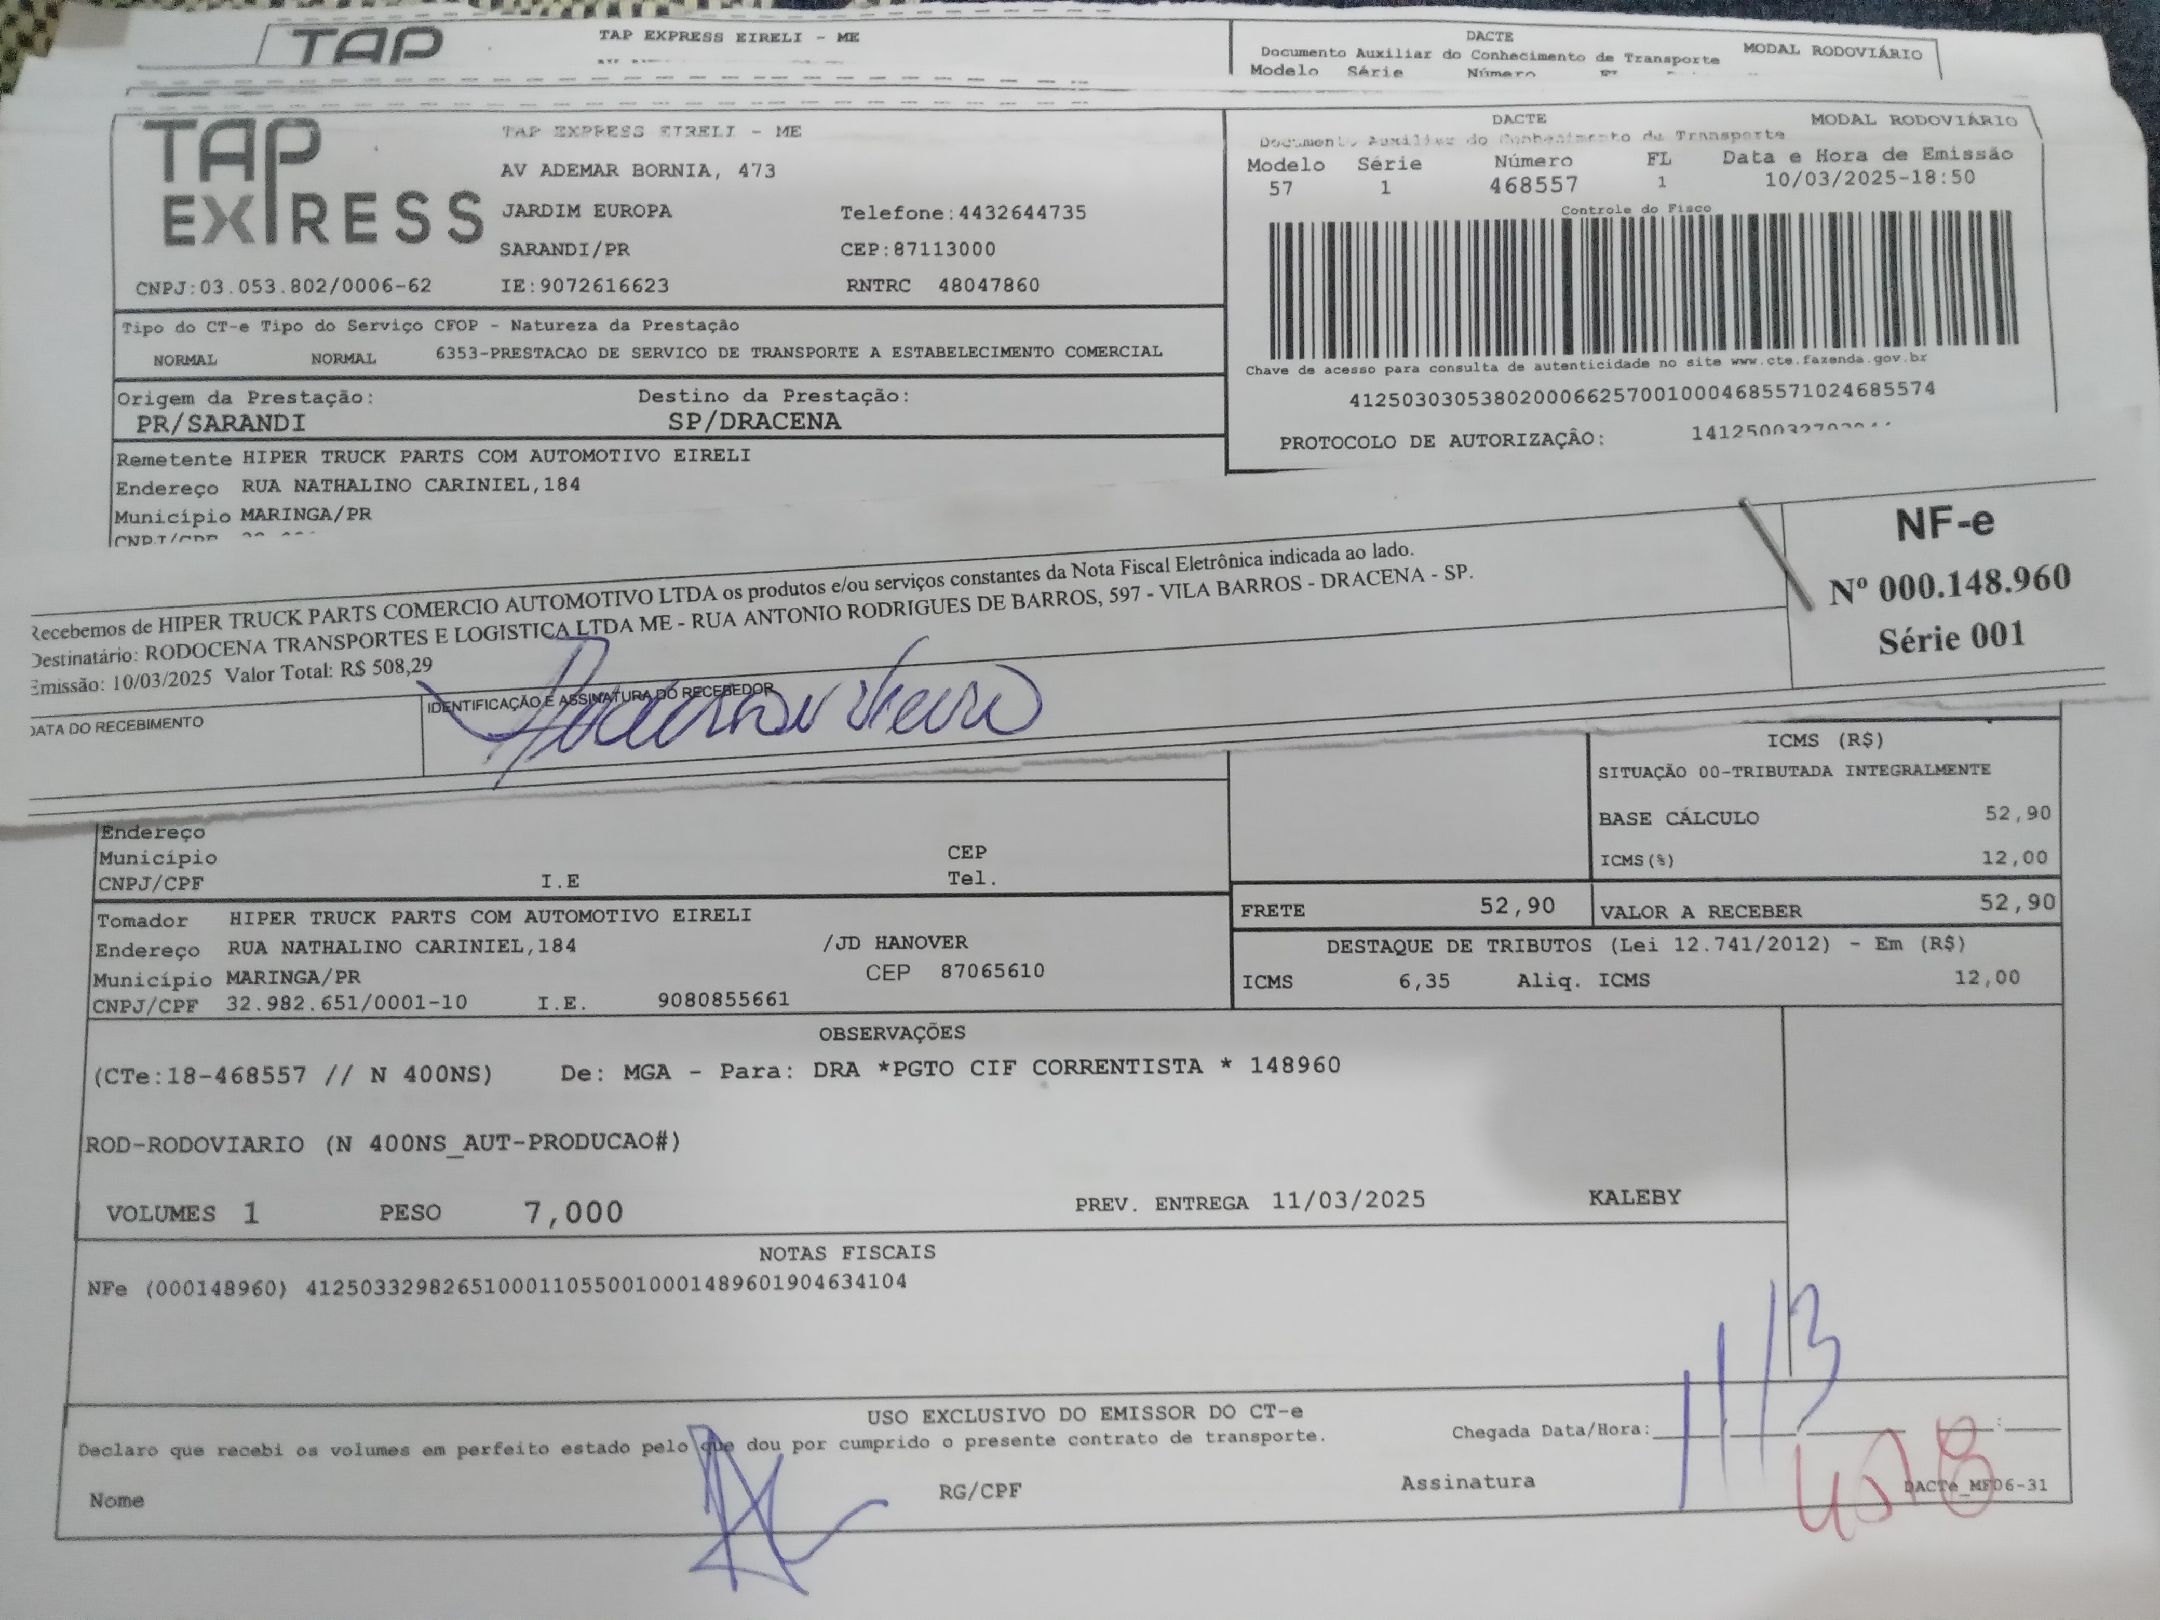 TAP
TAP EXPRESS EIRELI - ME
DACTE
Documento Auxiliar do Conhecimento de Transporte
MODAL RODOVIÁRIO
Modelo Série Número
TAP EXPRESS
TAP EXPRESS EIRELI - ME
AV ADEMAR BORNIA, 473
JARDIM EUROPA Telefone:4432644735
SARANDI/PR CEP:87113000
CNPJ:03.053.802/0006-62 IE:9072616623 RNTRC 48047860
DACTE MODAL RODOVIÁRIO
Documento Auxiliar do Conhecimento de Transporte
Modelo Série Número FL Data e Hora de Emissão
57 1 468557 1 10/03/2025-18:50
Controle do Fisco
Chave de acesso para consulta de autenticidade no site www.cte.fazenda.gov.br
41250303053802000662570010004685571024685574
PROTOCOLO DE AUTORIZAÇÃO:
Tipo do CT-e Tipo do Serviço CFOP - Natureza da Prestação
NORMAL NORMAL 6353-PRESTACAO DE SERVICO DE TRANSPORTE A ESTABELECIMENTO COMERCIAL
Origem da Prestação: Destino da Prestação:
PR/SARANDI SP/DRACENA
Remetente HIPER TRUCK PARTS COM AUTOMOTIVO EIRELI
Endereço RUA NATHALINO CARINIEL,184
Município MARINGA/PR
CNPJ/CPF
Recebemos de HIPER TRUCK PARTS COMERCIO AUTOMOTIVO LTDA os produtos e/ou serviços constantes da Nota Fiscal Eletrônica indicada ao lado.
Destinatário: RODOCENA TRANSPORTES E LOGISTICA LTDA ME - RUA ANTONIO RODRIGUES DE BARROS, 597 - VILA BARROS - DRACENA - SP.
Emissão: 10/03/2025 Valor Total: R$ 508,29
DATA DO RECEBIMENTO
IDENTIFICAÇÃO E ASSINATURA DO RECEBEDOR
NF-e
Nº 000.148.960
Série 001
ICMS (R$)
SITUAÇÃO 00-TRIBUTADA INTEGRALMENTE
BASE CÁLCULO 52,90
ICMS(%) 12,00
Endereço
Município CEP
CNPJ/CPF I.E Tel.
FRETE 52,90 VALOR A RECEBER 52,90
Tomador HIPER TRUCK PARTS COM AUTOMOTIVO EIRELI
Endereço RUA NATHALINO CARINIEL,184 /JD HANOVER
Município MARINGA/PR CEP 87065610
CNPJ/CPF 32.982.651/0001-10 I.E. 9080855661
DESTAQUE DE TRIBUTOS (Lei 12.741/2012) - Em (R$)
ICMS 6,35 Aliq. ICMS 12,00
OBSERVAÇÕES
(CTe:18-468557 // N 400NS) De: MGA - Para: DRA *PGTO CIF CORRENTISTA * 148960
ROD-RODOVIARIO (N 400NS_AUT-PRODUCAO#)
VOLUMES 1 PESO 7,000 PREV. ENTREGA 11/03/2025 KALEBY
NOTAS FISCAIS
NFe (000148960) 41250332982651000110550010001489601904634104
USO EXCLUSIVO DO EMISSOR DO CT-e
Declaro que recebi os volumes em perfeito estado pelo que dou por cumprido o presente contrato de transporte.
Chegada Data/Hora: 11/3
Nome RG/CPF Assinatura DACTe_MF06-31